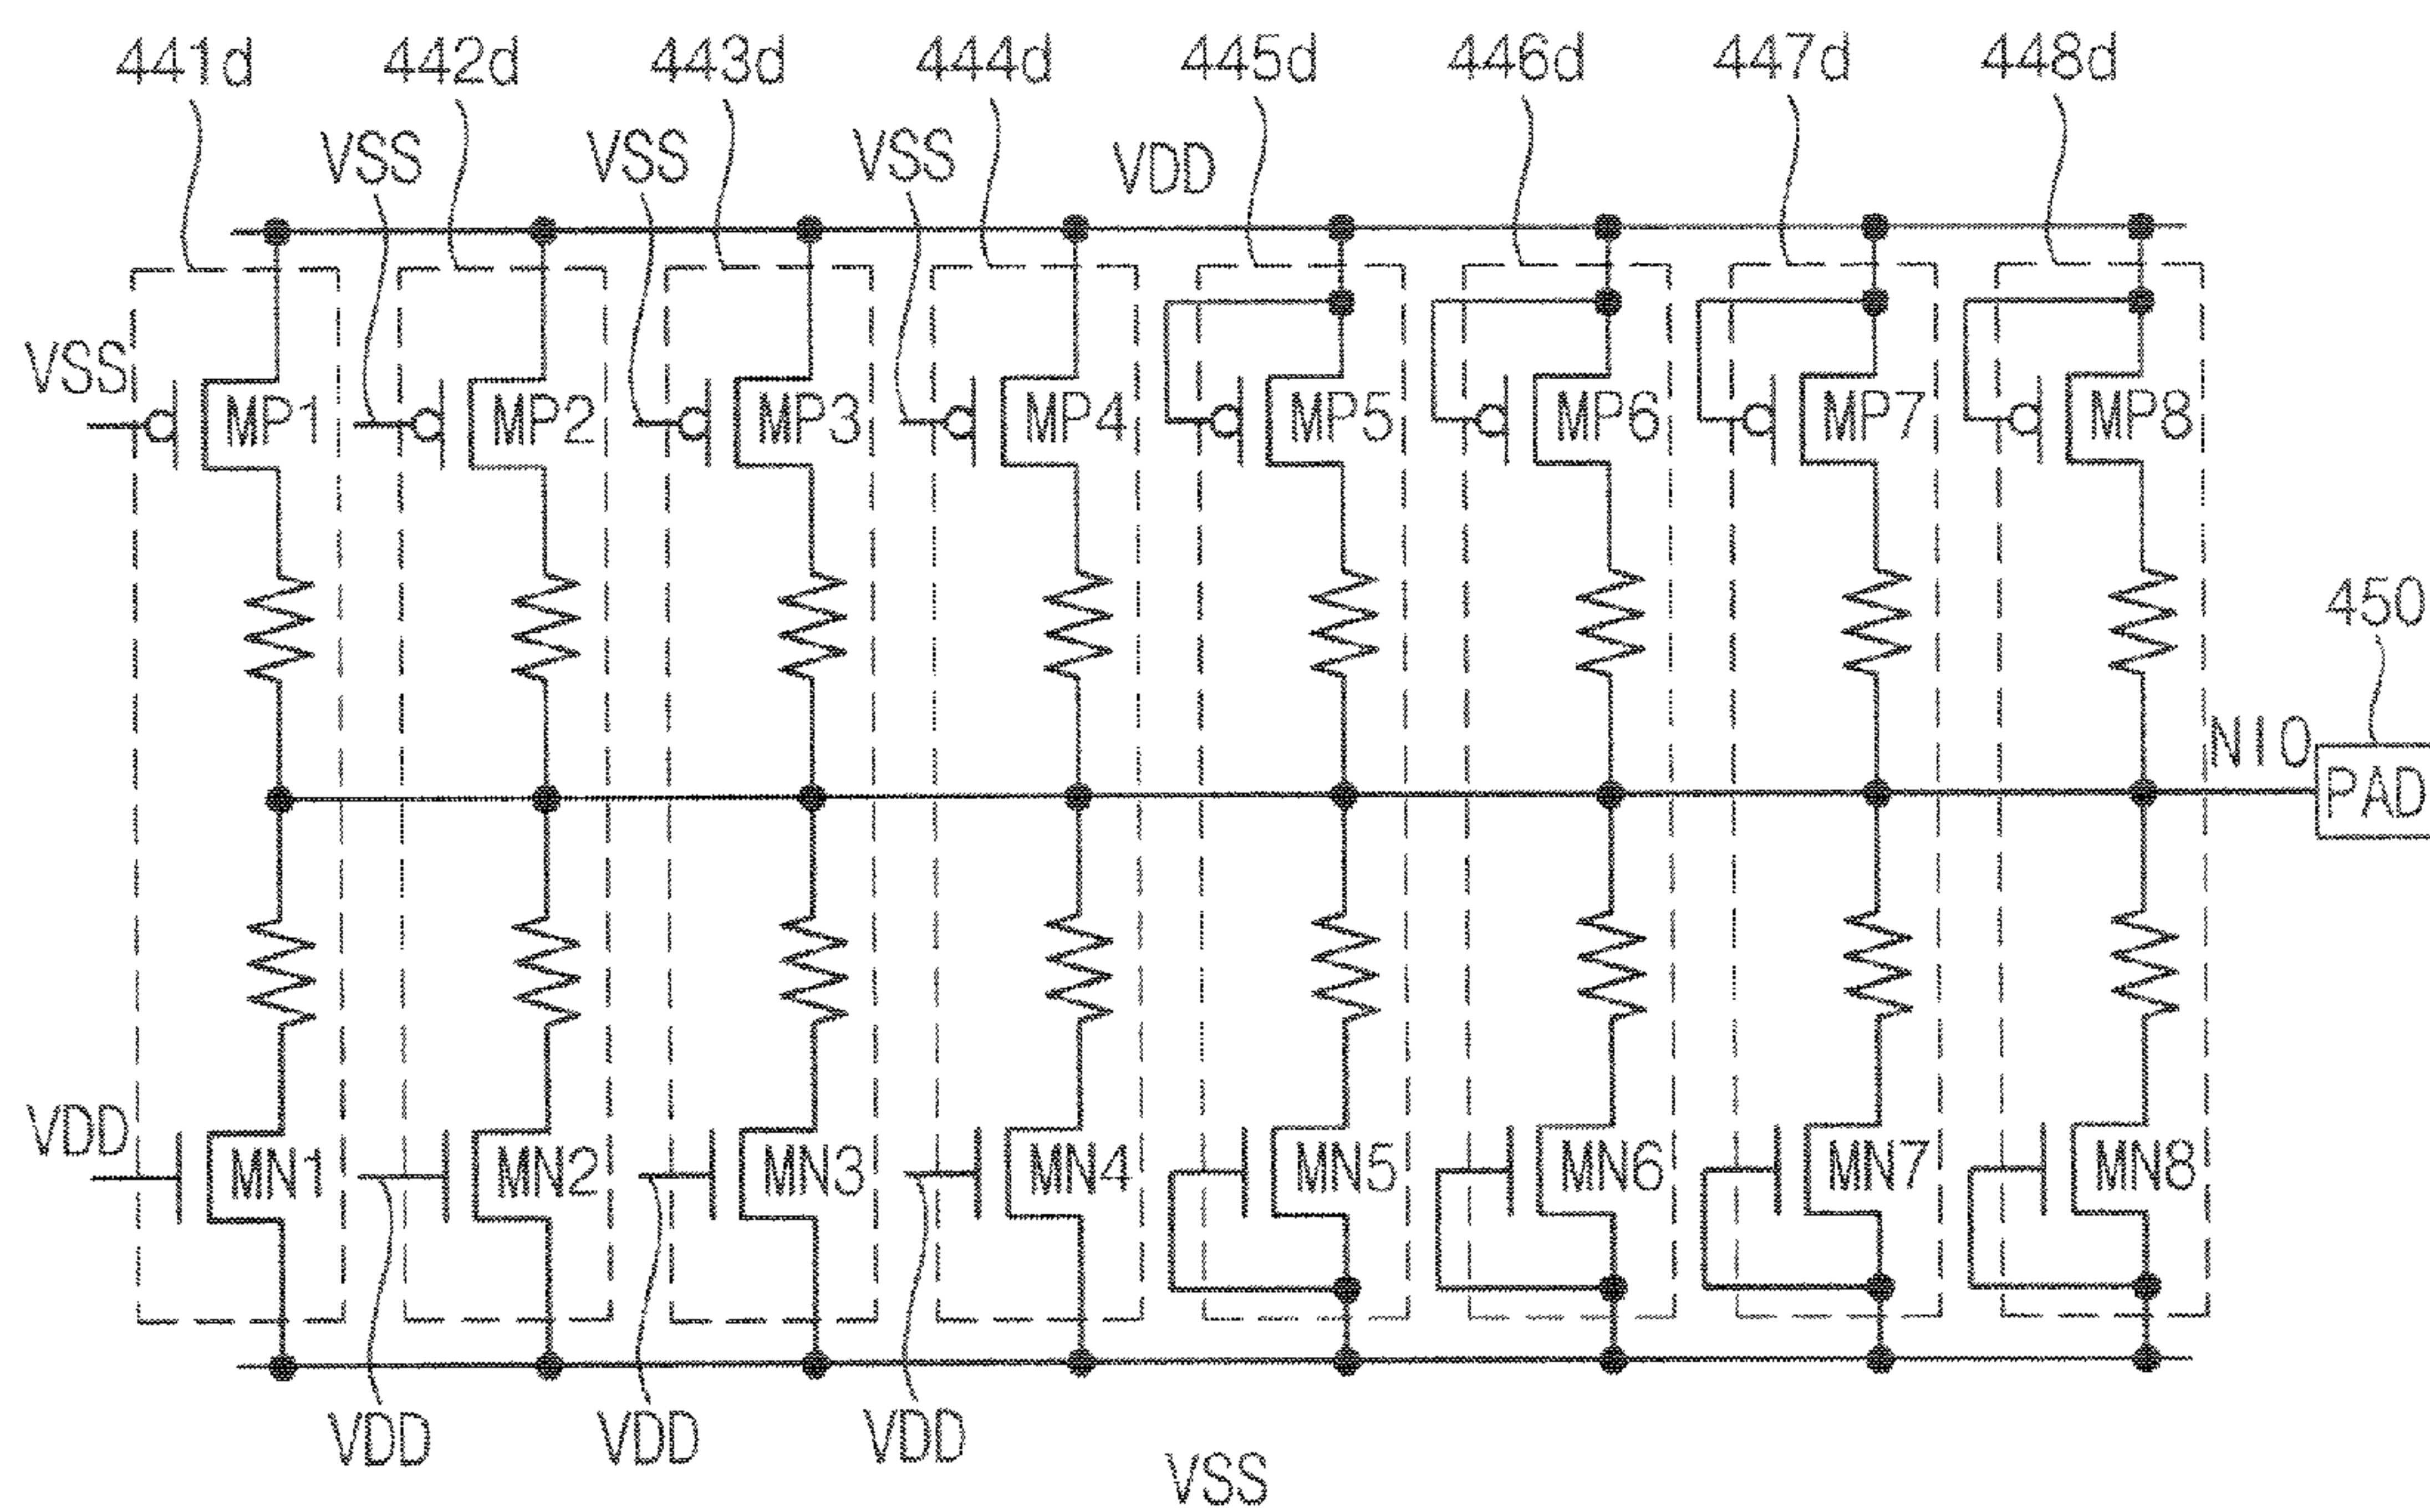 441d 442d 443d 444d 445d 446d 447d 448d
VSS VSS VSS VDD
VSS
MP1 MP2 MP3 MP4 MP5 MP6 MP7 MP8
450
NIO
PAD
VDD
MN1 MN2 MN3 MN4 MN5 MN6 MN7 MN8
VDD VDD VDD
VSS